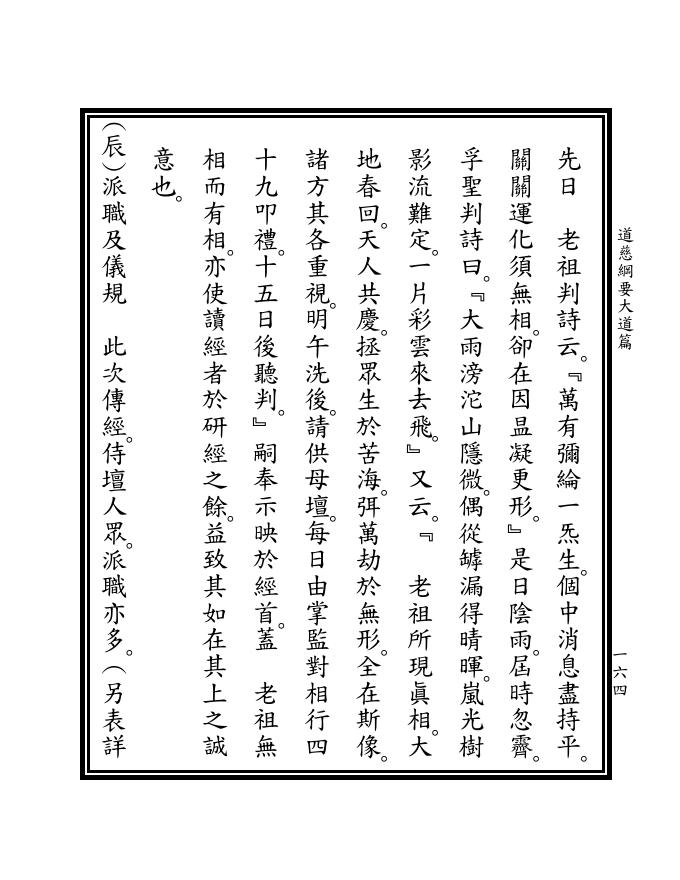 道慈綱要大道篇
一六四
先日　老祖判詩云。『萬有彌綸一炁生。個中消息盡持平。
關關運化須無相。卻在因昷凝更形。』是日陰雨。屆時忽霽。
孚聖判詩曰。『大雨滂沱山隱微。偶從罅漏得晴暉。嵐光樹
影流難定。一片彩雲來去飛。』又云。『　老祖所現眞相。大
地春回。天人共慶。拯眾生於苦海。弭萬劫於無形。全在斯像。
諸方其各重視。明午洗後。請供母壇。每日由掌監對相行四
十九叩禮。十五日後聽判。』嗣奉示映於經首。蓋　老祖無
相而有相。亦使讀經者於研經之餘。益致其如在其上之誠
意也。
（辰）派職及儀規　此次傳經。侍壇人眾。派職亦多。（另表詳